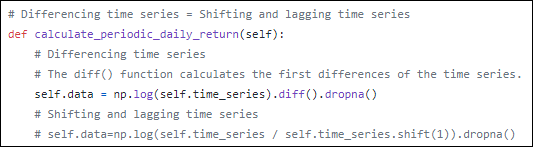 # Differencing time series = Shifting and lagging time series
def calculate_periodic_daily_return(self):
# Differencing time series
# The diff() function calculates the first differences of the time series.
self.data = np.log(self.time_series).diff().dropna()
# Shifting and lagging time series
# self.data=np.log(self.time_series / self.time_series.shift(1)).dropna()